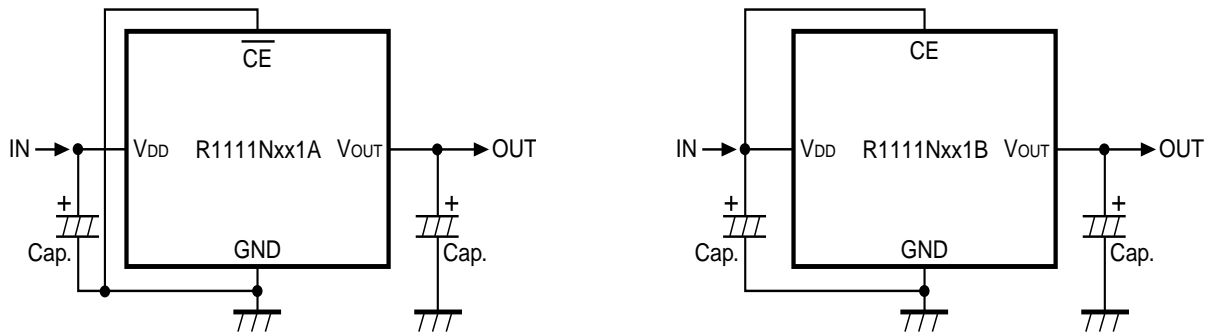 CE
IN VDD R1111Nxx1A VOUT OUT
+ +
Cap. GND Cap.
CE
IN VDD R1111Nxx1B VOUT OUT
+ +
Cap. GND Cap.